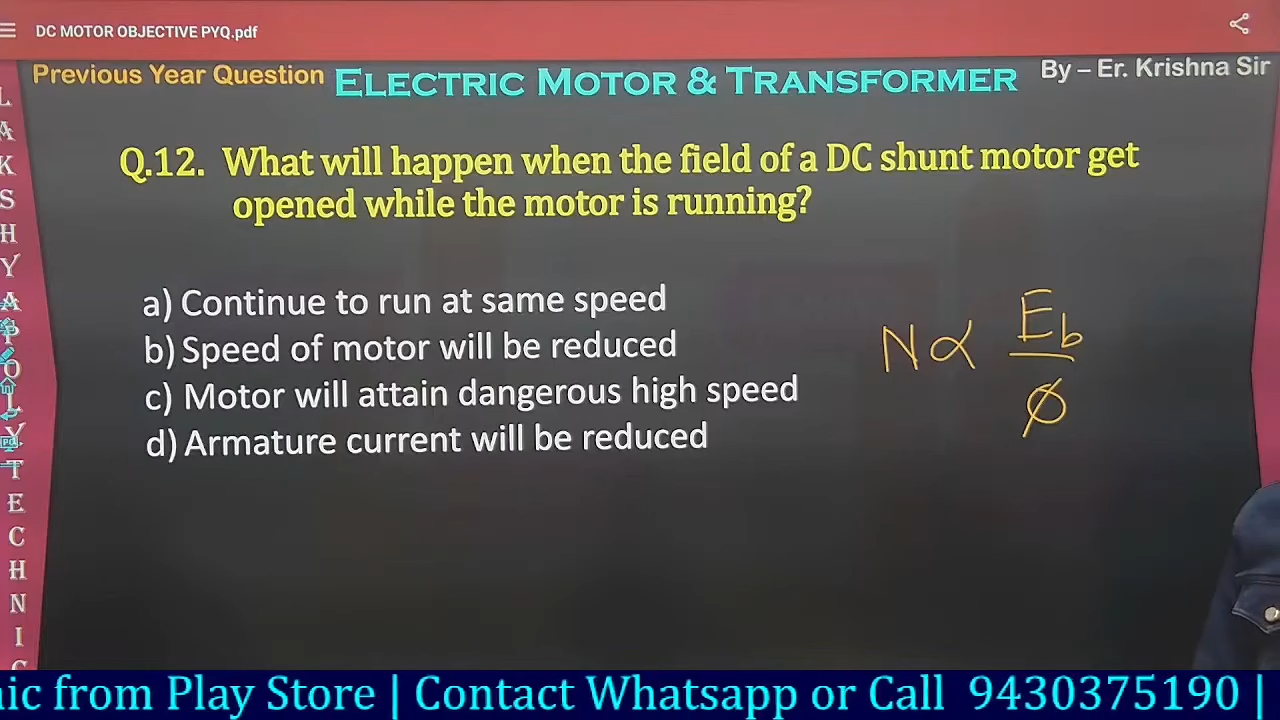 DC MOTOR OBJECTIVE PYQ.pdf
Previous Year Question
ELECTRIC MOTOR & TRANSFORMER
By – Er. Krishna Sir
Q.12. What will happen when the field of a DC shunt motor get
opened while the motor is running?
a) Continue to run at same speed
b) Speed of motor will be reduced
c) Motor will attain dangerous high speed
d) Armature current will be reduced
N ∝ Eb
ϕ
LAKSHYA POLYTECHNIC
nic from Play Store | Contact Whatsapp or Call 9430375190 |